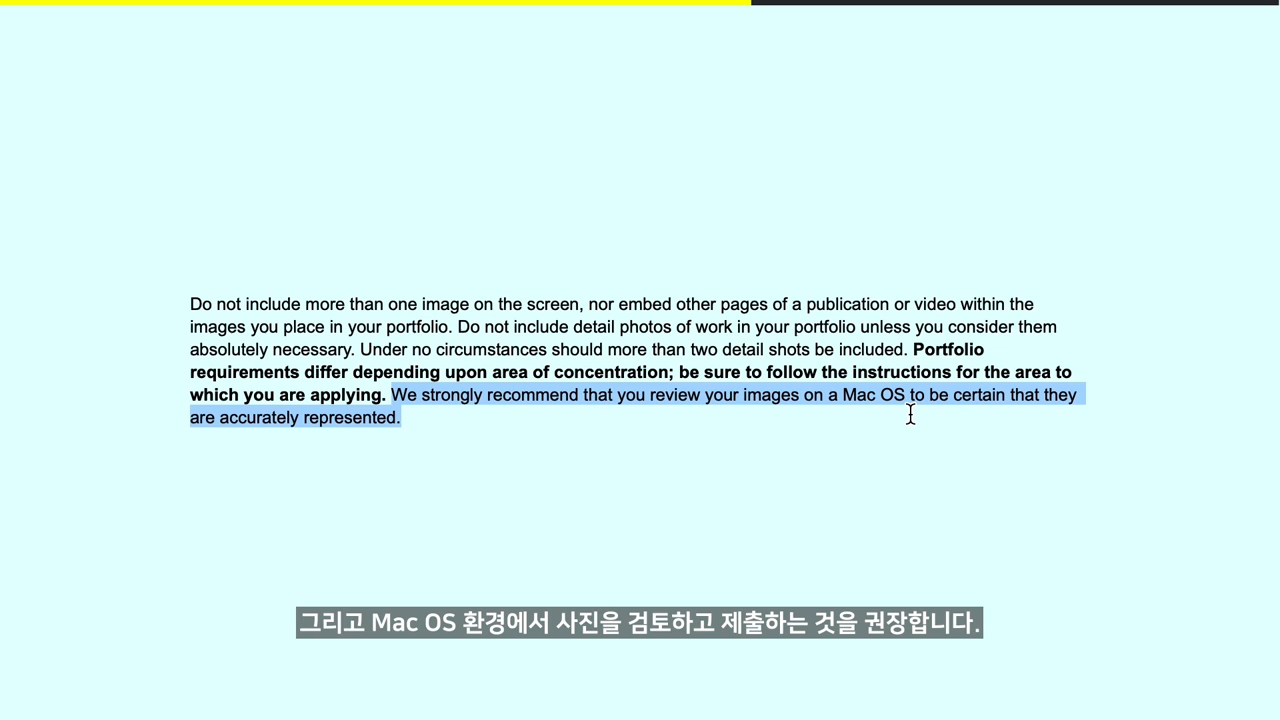 Do not include more than one image on the screen, nor embed other pages of a publication or video within the
images you place in your portfolio. Do not include detail photos of work in your portfolio unless you consider them
absolutely necessary. Under no circumstances should more than two detail shots be included. Portfolio
requirements differ depending upon area of concentration; be sure to follow the instructions for the area to
which you are applying. We strongly recommend that you review your images on a Mac OS to be certain that they
are accurately represented.
그리고 Mac OS 환경에서 사진을 검토하고 제출하는 것을 권장합니다.